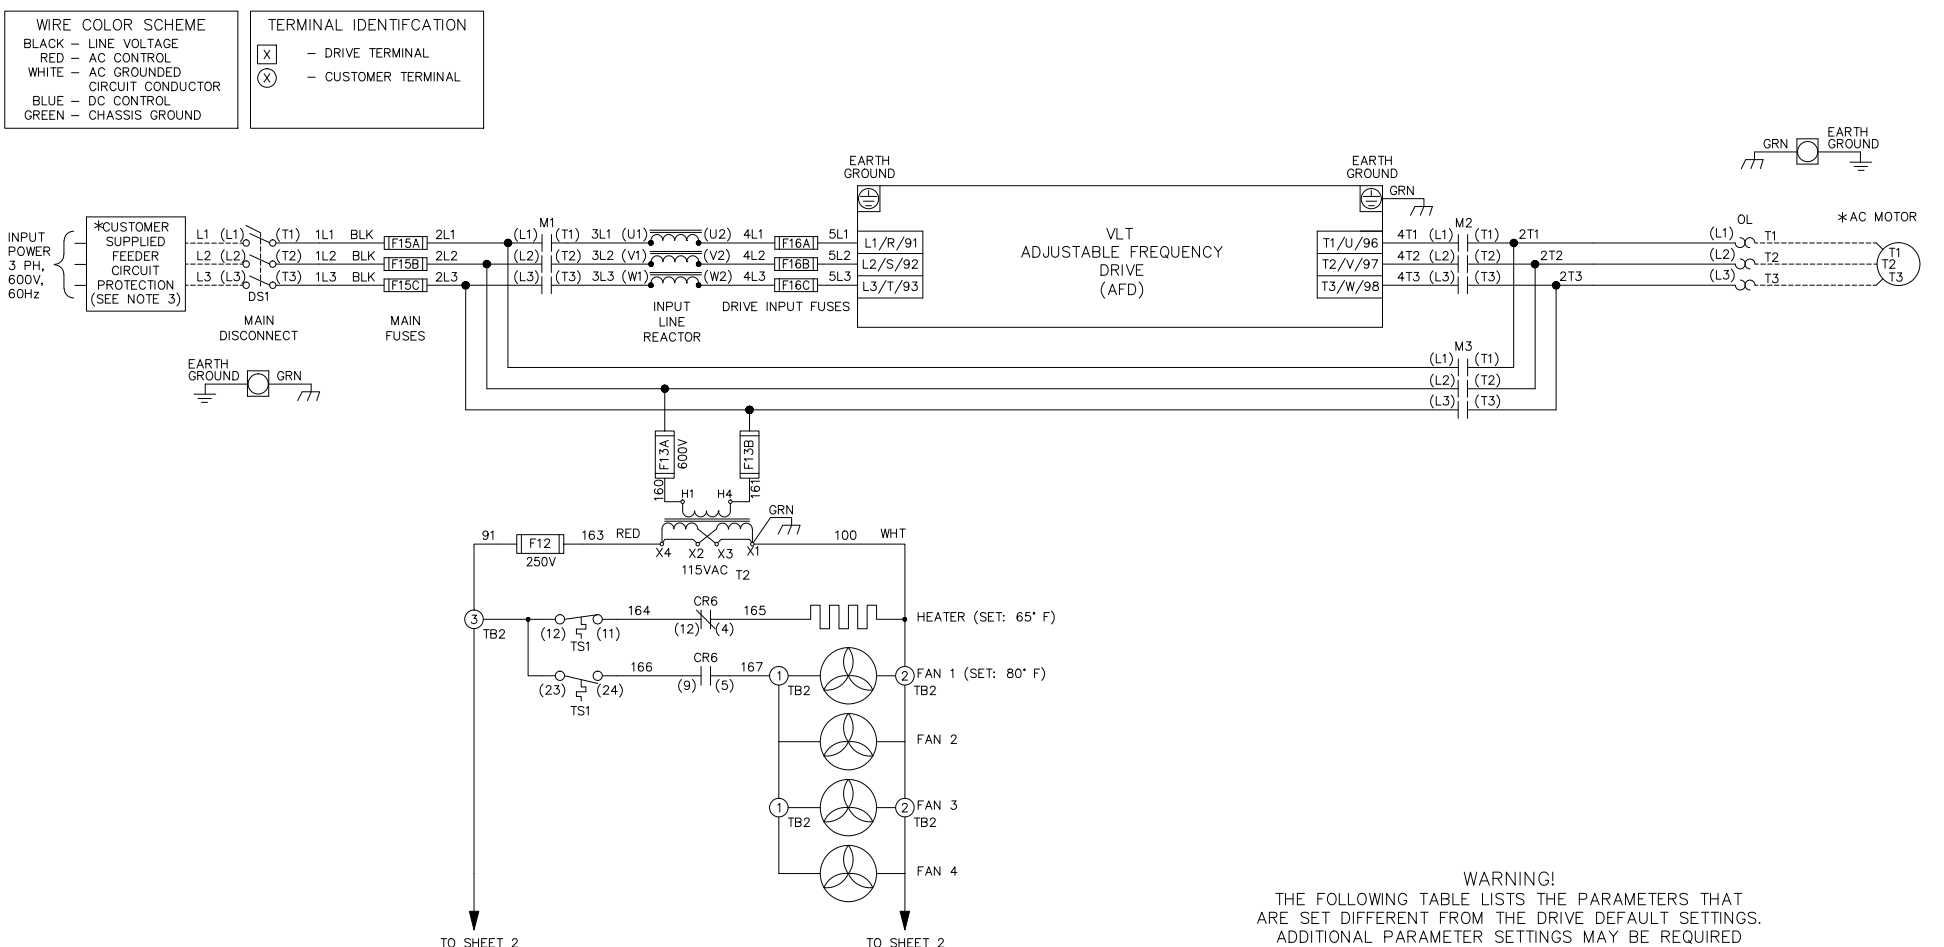 WIRE COLOR SCHEME
BLACK – LINE VOLTAGE
RED – AC CONTROL
WHITE – AC GROUNDED
CIRCUIT CONDUCTOR
BLUE – DC CONTROL
GREEN – CHASSIS GROUND
TERMINAL IDENTIFCATION
X – DRIVE TERMINAL
X – CUSTOMER TERMINAL
INPUT
POWER
3 PH,
600V,
60Hz
*CUSTOMER
SUPPLIED
FEEDER
CIRCUIT
PROTECTION
(SEE NOTE 3)
L1 (L1) (T1) 1L1 BLK F15A 2L1 (L1) M1 (T1) 3L1 (U1) (U2) 4L1 F16A 5L1 L1/R/91
L2 (L2) (T2) 1L2 BLK F15B 2L2 (L2) (T2) 3L2 (V1) (V2) 4L2 F16B 5L2 L2/S/92
L3 (L3) (T3) 1L3 BLK F15C 2L3 (L3) (T3) 3L3 (W1) (W2) 4L3 F16C 5L3 L3/T/93
DS1
MAIN
DISCONNECT
MAIN
FUSES
INPUT
LINE
REACTOR
DRIVE INPUT FUSES
EARTH
GROUND
GRN
EARTH
GROUND
VLT
ADJUSTABLE FREQUENCY
DRIVE
(AFD)
EARTH
GROUND
GRN
T1/U/96 4T1 (L1) M2 (T1) 2T1 (L1) OL T1
T2/V/97 4T2 (L2) (T2) 2T2 (L2) T2
T3/W/98 4T3 (L3) (T3) 2T3 (L3) T3
GRN
EARTH
GROUND
*AC MOTOR
T1
T2
T3
M3
(L1) (T1)
(L2) (T2)
(L3) (T3)
F13A
600V
F13B
160
161
H1 H4
GRN
91 F12 163 RED
250V
X4 X2 X3 X1
100 WHT
115VAC T2
3
TB2
(12) (11)
TS1
164
CR6
(12) (4)
165
HEATER (SET: 65° F)
(23) (24)
TS1
166
CR6
(9) (5)
167
1
TB2
2
TB2
FAN 1 (SET: 80° F)
FAN 2
1
TB2
2
TB2
FAN 3
FAN 4
TO SHEET 2
TO SHEET 2
WARNING!
THE FOLLOWING TABLE LISTS THE PARAMETERS THAT
ARE SET DIFFERENT FROM THE DRIVE DEFAULT SETTINGS.
ADDITIONAL PARAMETER SETTINGS MAY BE REQUIRED